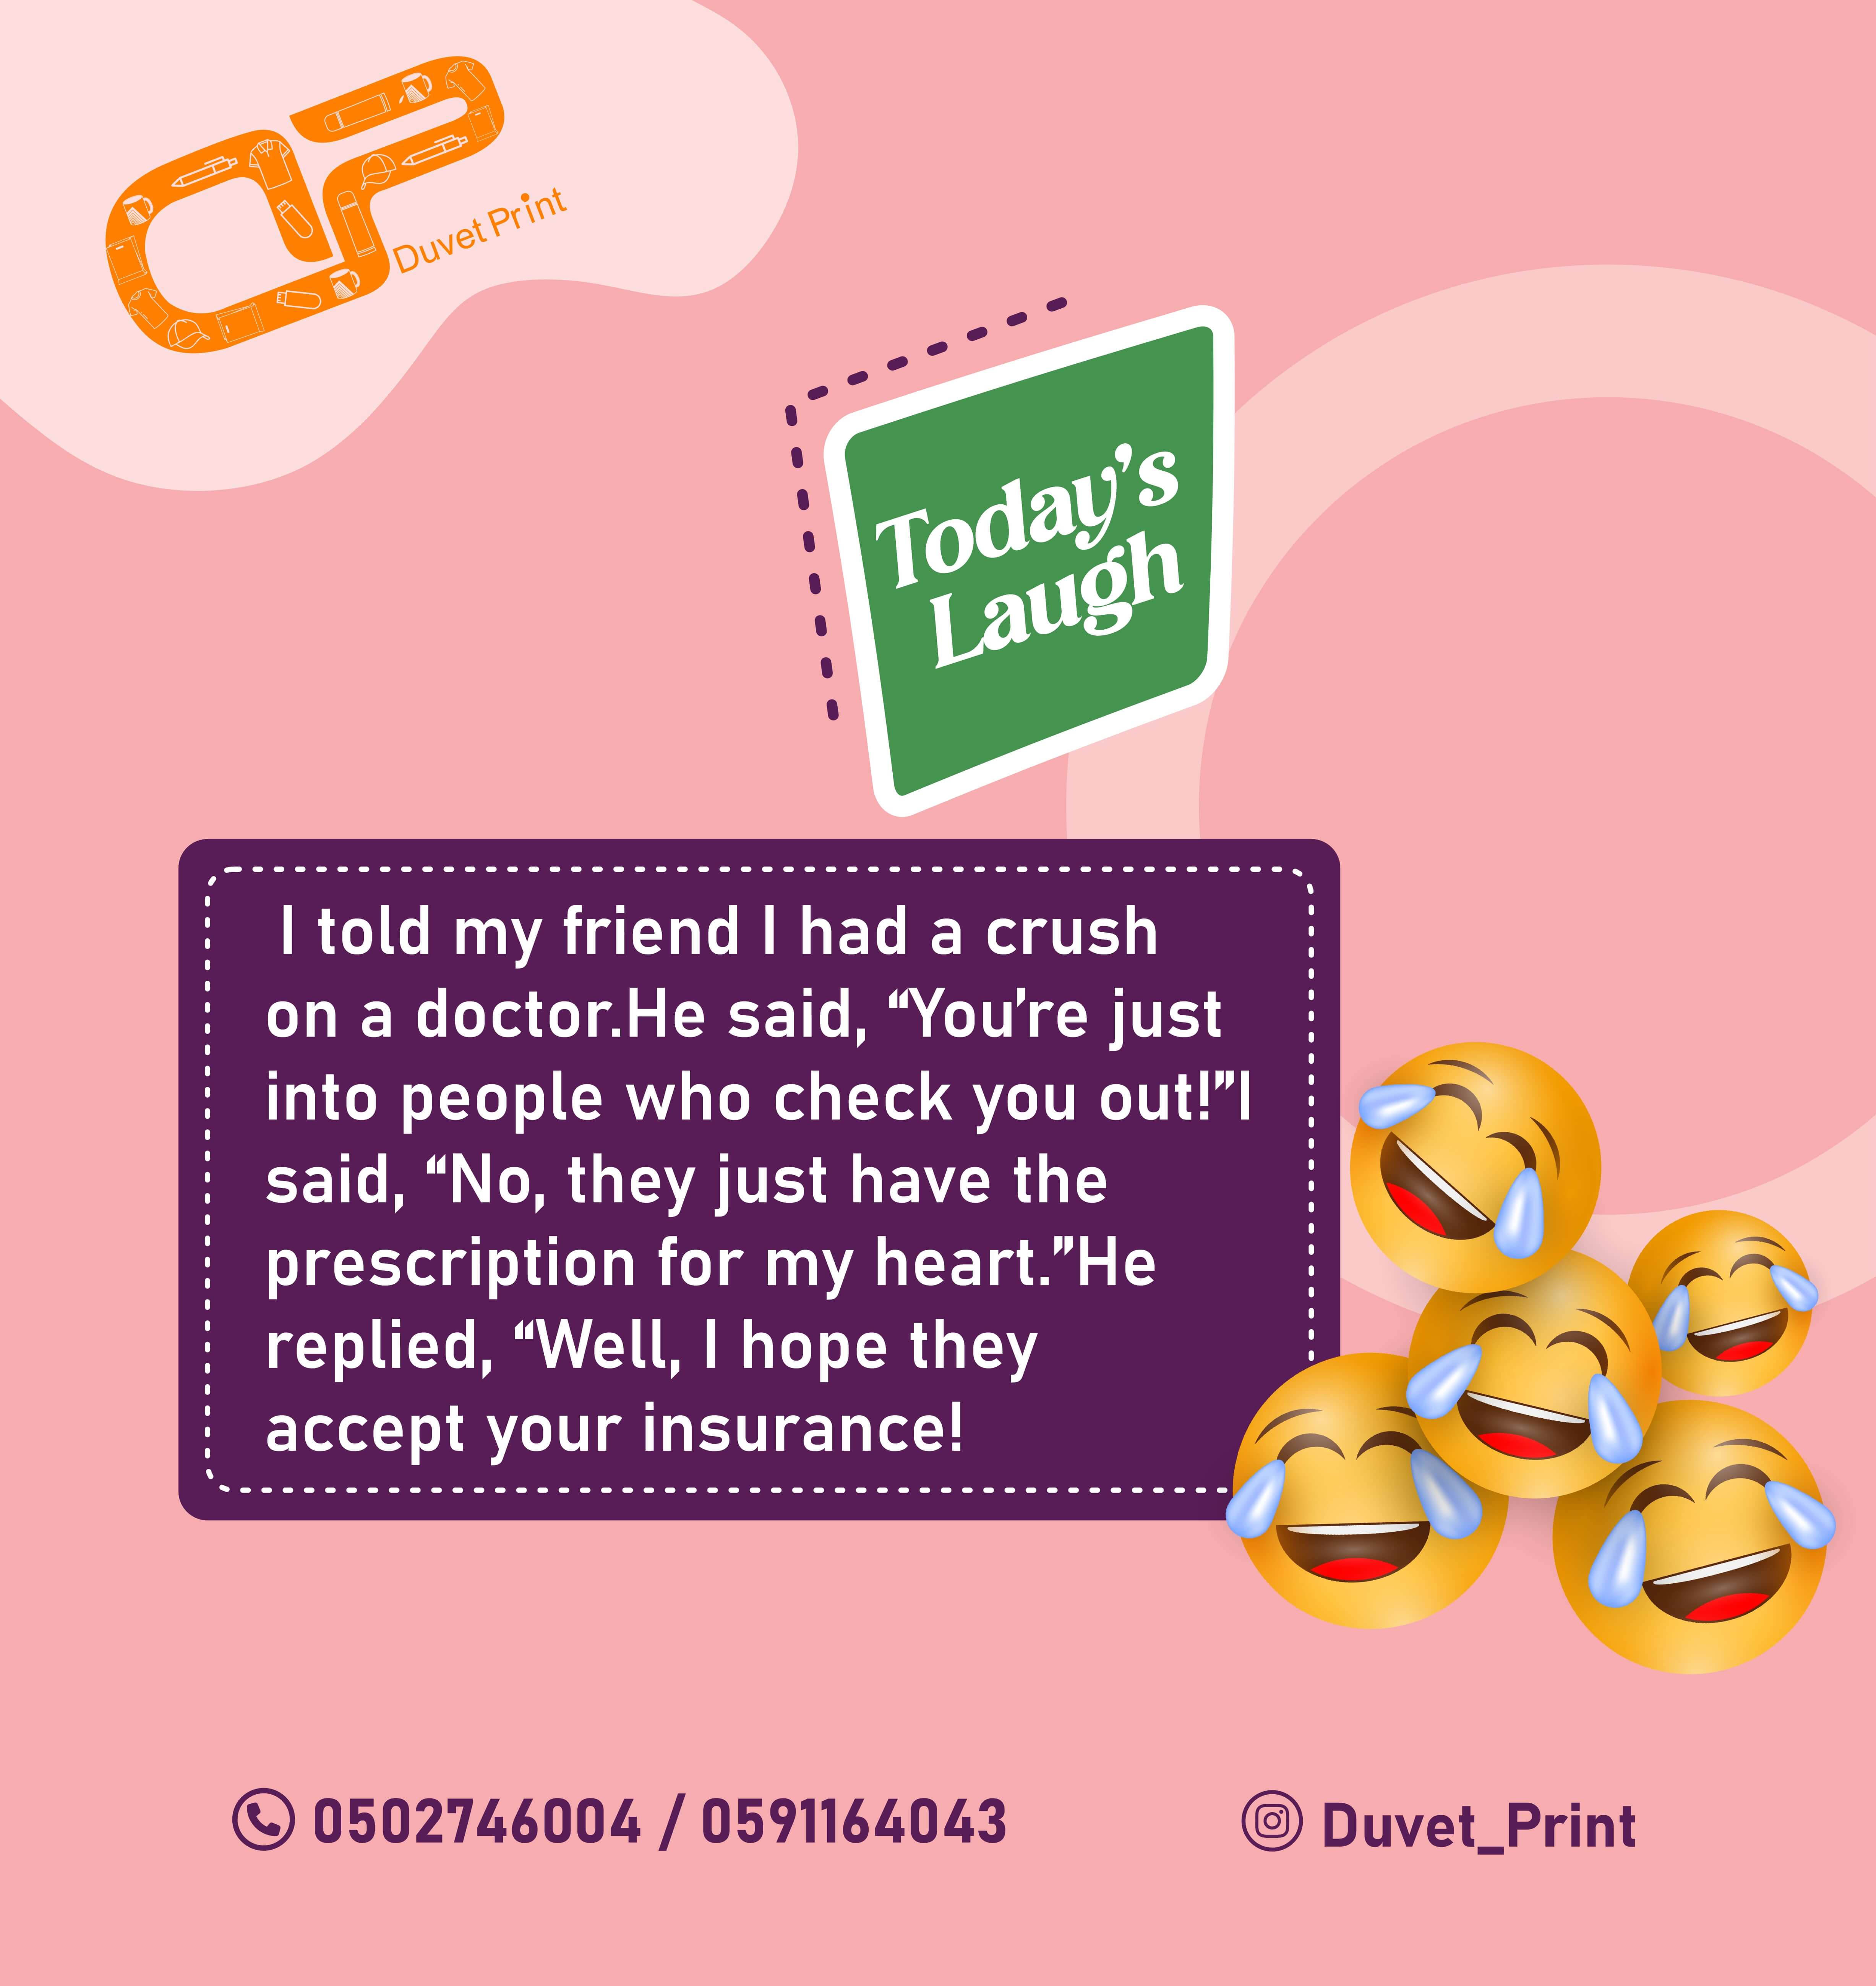 Duvet Print
Today’s
Laugh
I told my friend I had a crush
on a doctor.He said, “You’re just
into people who check you out!”I
said, “No, they just have the
prescription for my heart.”He
replied, “Well, I hope they
accept your insurance!
0502746004 / 0591164043
Duvet_Print